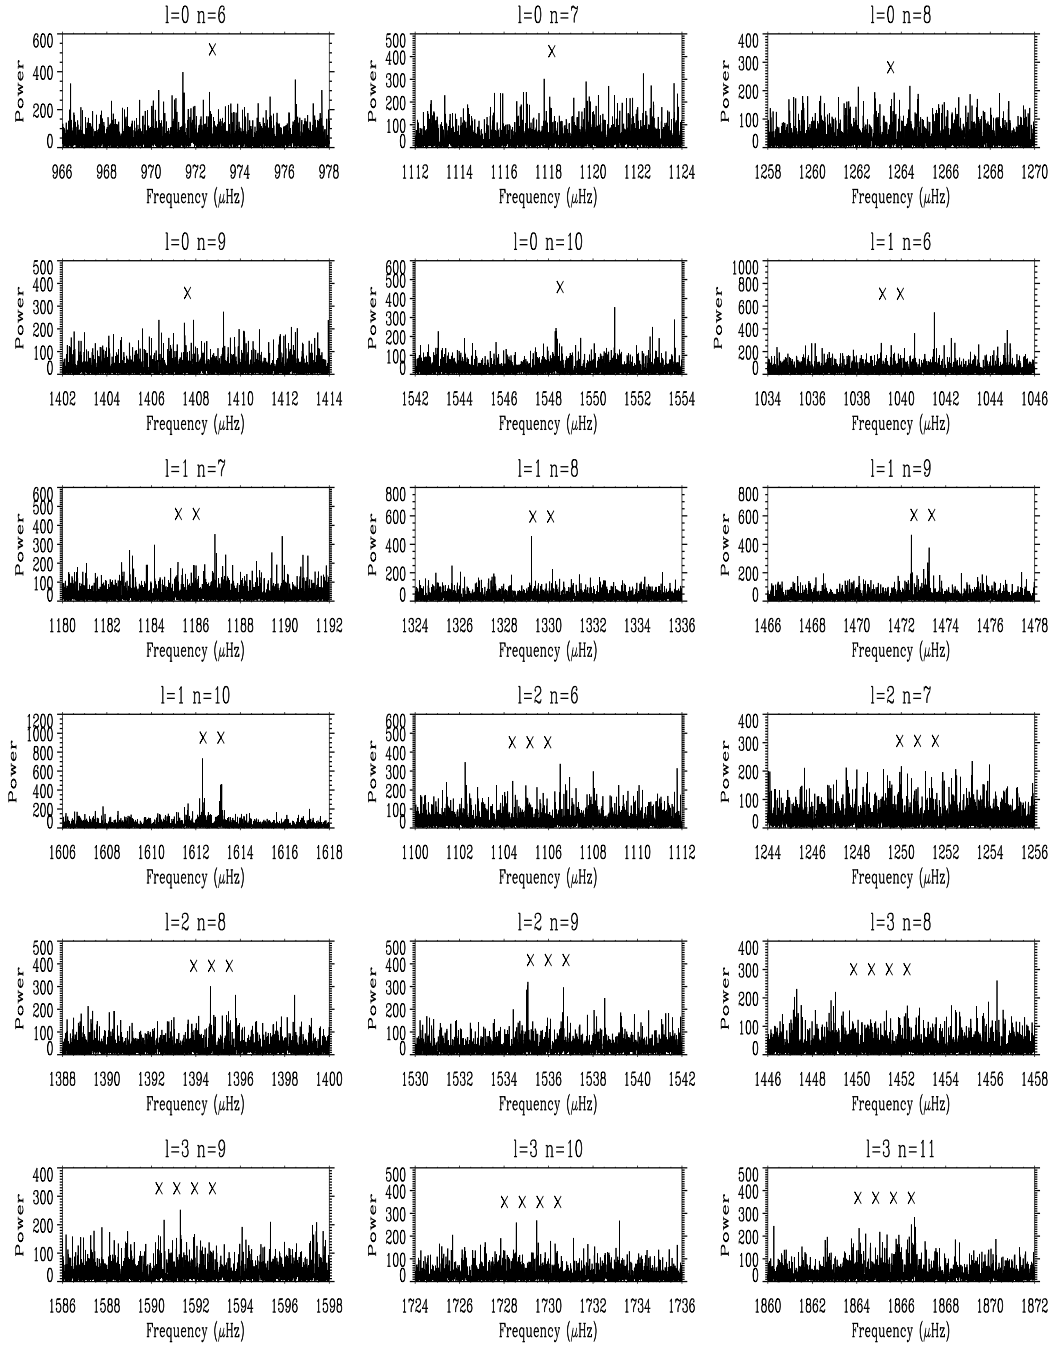 l=0 n=6
600
400
200
0
Power
966 968 970 972 974 976 978
Frequency (μHz)
l=0 n=7
500
400
300
200
100
0
Power
1112 1114 1116 1118 1120 1122 1124
Frequency (μHz)
l=0 n=8
400
300
200
100
0
Power
1258 1260 1262 1264 1266 1268 1270
Frequency (μHz)
l=0 n=9
500
400
300
200
100
0
Power
1402 1404 1406 1408 1410 1412 1414
Frequency (μHz)
l=0 n=10
600
500
400
300
200
100
0
Power
1542 1544 1546 1548 1550 1552 1554
Frequency (μHz)
l=1 n=6
1000
800
600
400
200
0
Power
1034 1036 1038 1040 1042 1044 1046
Frequency (μHz)
l=1 n=7
600
500
400
300
200
100
0
Power
1180 1182 1184 1186 1188 1190 1192
Frequency (μHz)
l=1 n=8
800
600
400
200
0
Power
1324 1326 1328 1330 1332 1334 1336
Frequency (μHz)
l=1 n=9
800
600
400
200
0
Power
1466 1468 1470 1472 1474 1476 1478
Frequency (μHz)
l=1 n=10
1200
1000
800
600
400
200
0
Power
1606 1608 1610 1612 1614 1616 1618
Frequency (μHz)
l=2 n=6
600
500
400
300
200
100
0
Power
1100 1102 1104 1106 1108 1110 1112
Frequency (μHz)
l=2 n=7
400
300
200
100
0
Power
1244 1246 1248 1250 1252 1254 1256
Frequency (μHz)
l=2 n=8
500
400
300
200
100
0
Power
1388 1390 1392 1394 1396 1398 1400
Frequency (μHz)
l=2 n=9
500
400
300
200
100
0
Power
1530 1532 1534 1536 1538 1540 1542
Frequency (μHz)
l=3 n=8
400
300
200
100
0
Power
1446 1448 1450 1452 1454 1456 1458
Frequency (μHz)
l=3 n=9
400
300
200
100
0
Power
1586 1588 1590 1592 1594 1596 1598
Frequency (μHz)
l=3 n=10
500
400
300
200
100
0
Power
1724 1726 1728 1730 1732 1734 1736
Frequency (μHz)
l=3 n=11
500
400
300
200
100
0
Power
1860 1862 1864 1866 1868 1870 1872
Frequency (μHz)